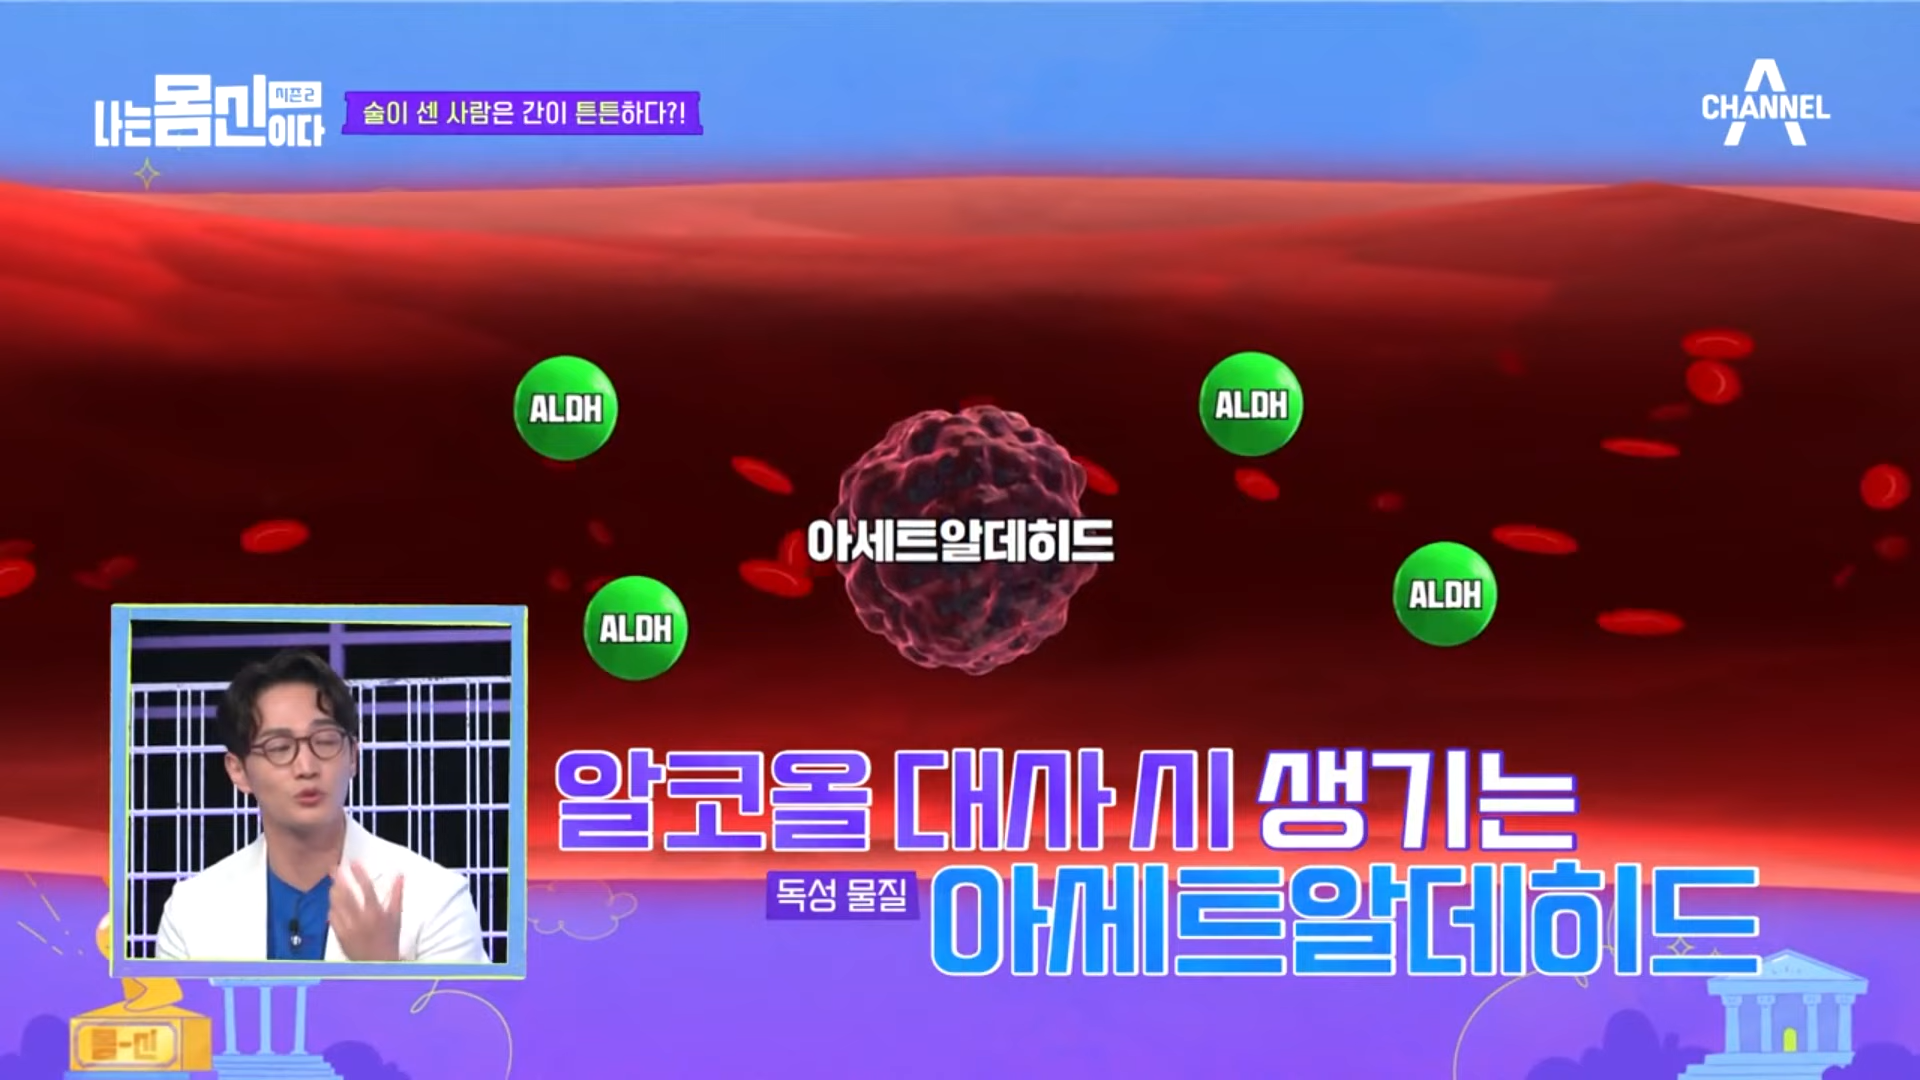 나는 몸신이다 시즌2
술이 센 사람은 간이 튼튼하다?!
CHANNEL A
ALDH
ALDH
아세트알데히드
ALDH
ALDH
알코올 대사 시 생기는
독성 물질 아세트알데히드
몸-신